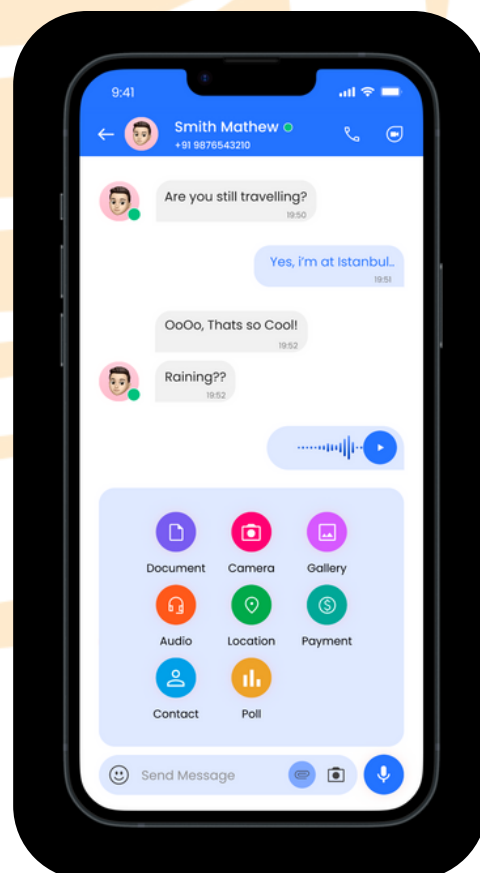 9:41
Smith Mathew
+91 9876543210
Are you still travelling?
19:50
Yes, i'm at Istanbul..
19:51
OoOo, Thats so Cool!
19:52
Raining??
19:52
Document Camera Gallery
Audio Location Payment
Contact Poll
Send Message